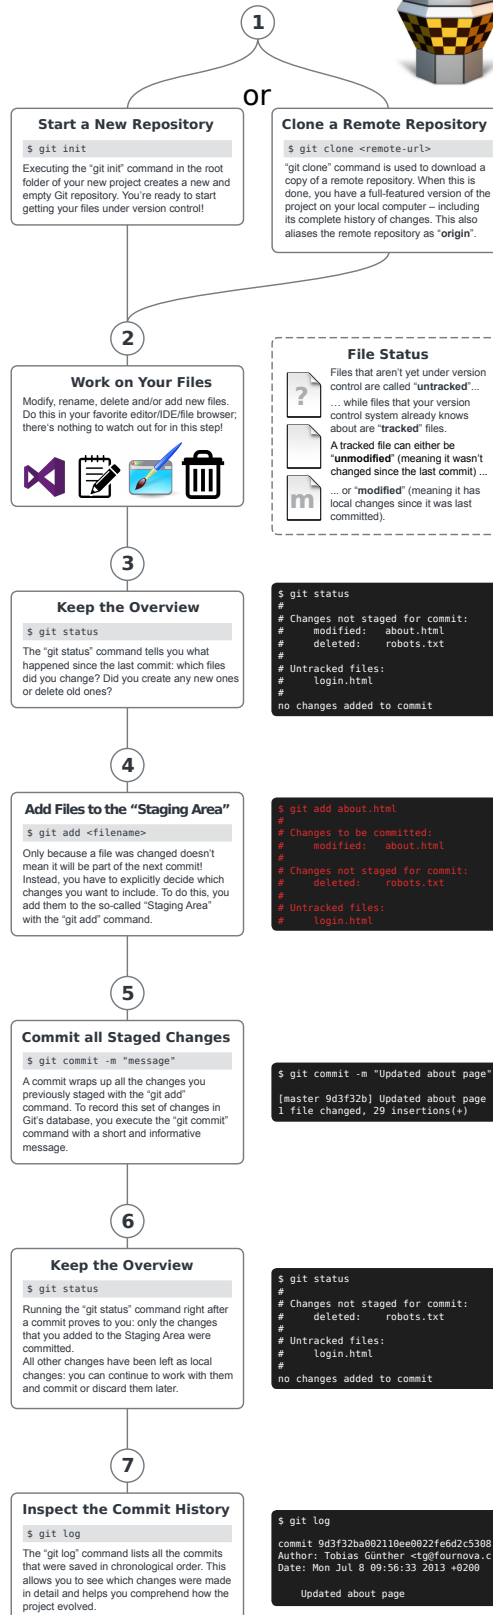 1
or
Start a New Repository
$ git init
Executing the “git init” command in the root
folder of your new project creates a new and
empty Git repository. You’re ready to start
getting your files under version control!
Clone a Remote Repository
$ git clone <remote-url>
“git clone” command is used to download a
copy of a remote repository. When this is
done, you have a full-featured version of the
project on your local computer – including
its complete history of changes. This also
aliases the remote repository as “origin”.
2
Work on Your Files
Modify, rename, delete and/or add new files.
Do this in your favorite editor/IDE/file browser;
there’s nothing to watch out for in this step!
File Status
?
Files that aren’t yet under version
control are called “untracked”...
… while files that your version
control system already knows
about are “tracked” files.
A tracked file can either be
“unmodified” (meaning it wasn’t
changed since the last commit) ...
m
... or “modified” (meaning it has
local changes since it was last
committed).
3
Keep the Overview
$ git status
The “git status” command tells you what
happened since the last commit: which files
did you change? Did you create any new ones
or delete old ones?
$ git status
#
# Changes not staged for commit:
#     modified:   about.html
#     deleted:    robots.txt
#
# Untracked files:
#     login.html
#
no changes added to commit
4
Add Files to the “Staging Area”
$ git add <filename>
Only because a file was changed doesn’t
mean it will be part of the next commit!
Instead, you have to explicitly decide which
changes you want to include. To do this, you
add them to the so-called “Staging Area”
with the “git add” command.
$ git add about.html
#
# Changes to be committed:
#     modified:   about.html
#
# Changes not staged for commit:
#     deleted:    robots.txt
#
# Untracked files:
#     login.html
5
Commit all Staged Changes
$ git commit -m "message"
A commit wraps up all the changes you
previously staged with the “git add”
command. To record this set of changes in
Git’s database, you execute the “git commit”
command with a short and informative
message.
$ git commit -m "Updated about page"
[master 9d3f32b] Updated about page
1 file changed, 29 insertions(+)
6
Keep the Overview
$ git status
Running the “git status” command right after
a commit proves to you: only the changes
that you added to the Staging Area were
committed.
All other changes have been left as local
changes: you can continue to work with them
and commit or discard them later.
$ git status
#
# Changes not staged for commit:
#     deleted:    robots.txt
#
# Untracked files:
#     login.html
#
no changes added to commit
7
Inspect the Commit History
$ git log
The “git log” command lists all the commits
that were saved in chronological order. This
allows you to see which changes were made
in detail and helps you comprehend how the
project evolved.
$ git log
commit 9d3f32ba002110ee0022fe6d2c5308
Author: Tobias Günther <tg@fournova.c
Date: Mon Jul 8 09:56:33 2013 +0200
Updated about page